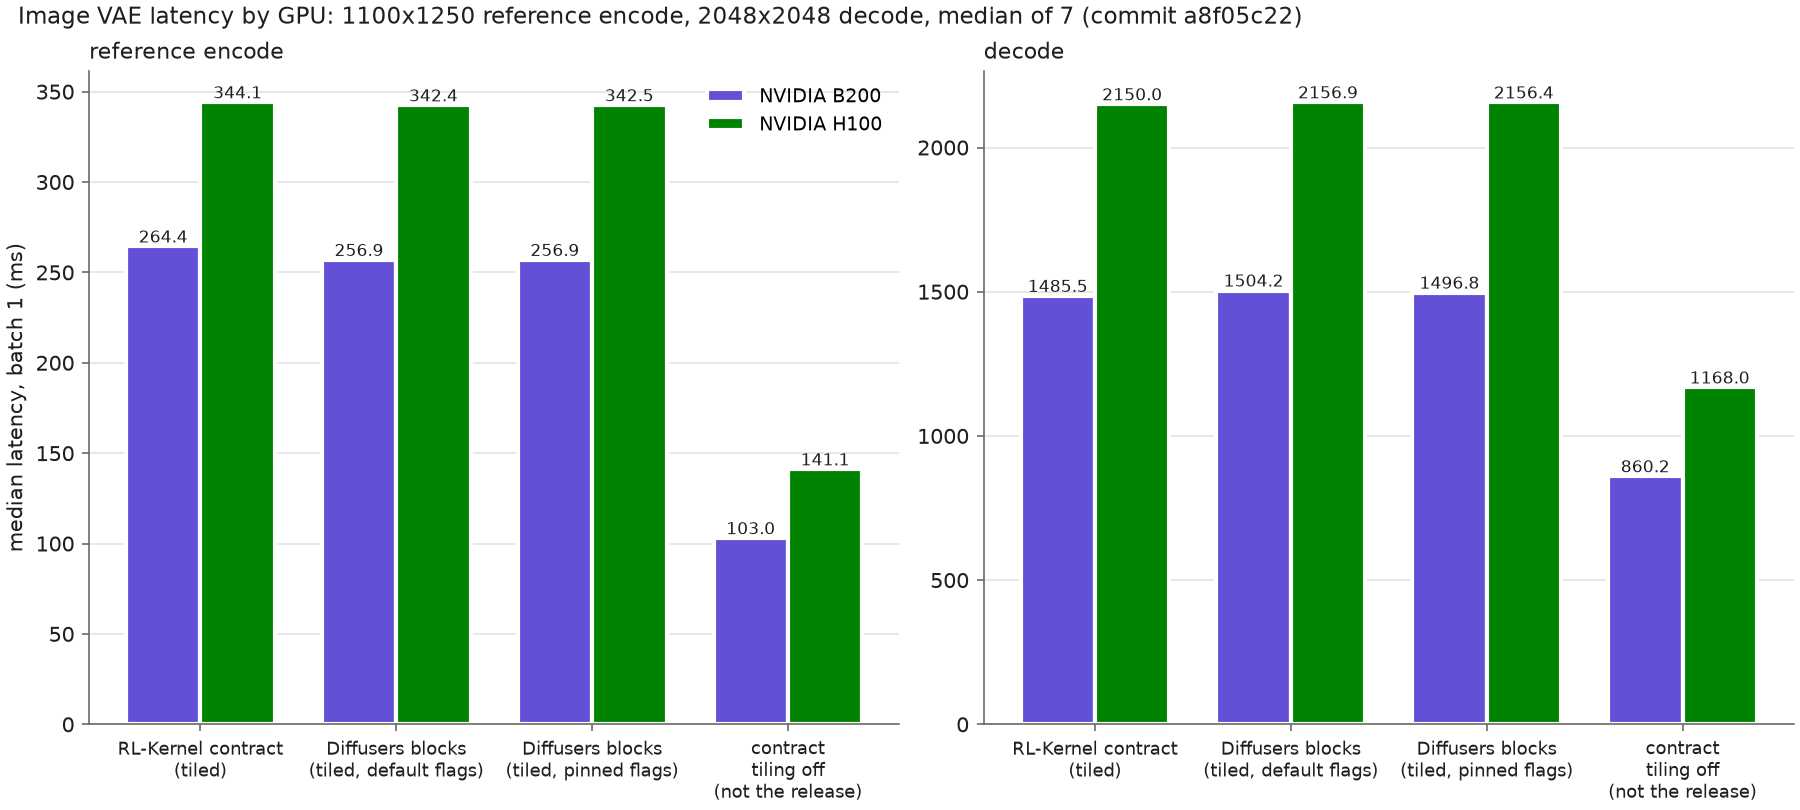 Image VAE latency by GPU: 1100x1250 reference encode, 2048x2048 decode, median of 7 (commit a8f05c22)
reference encode
median latency, batch 1 (ms)
350
300
250
200
150
100
50
0
NVIDIA B200
NVIDIA H100
264.4
344.1
256.9
342.4
256.9
342.5
103.0
141.1
RL-Kernel contract
(tiled)
Diffusers blocks
(tiled, default flags)
Diffusers blocks
(tiled, pinned flags)
contract
tiling off
(not the release)
decode
2000
1500
1000
500
0
1485.5
2150.0
1504.2
2156.9
1496.8
2156.4
860.2
1168.0
RL-Kernel contract
(tiled)
Diffusers blocks
(tiled, default flags)
Diffusers blocks
(tiled, pinned flags)
contract
tiling off
(not the release)